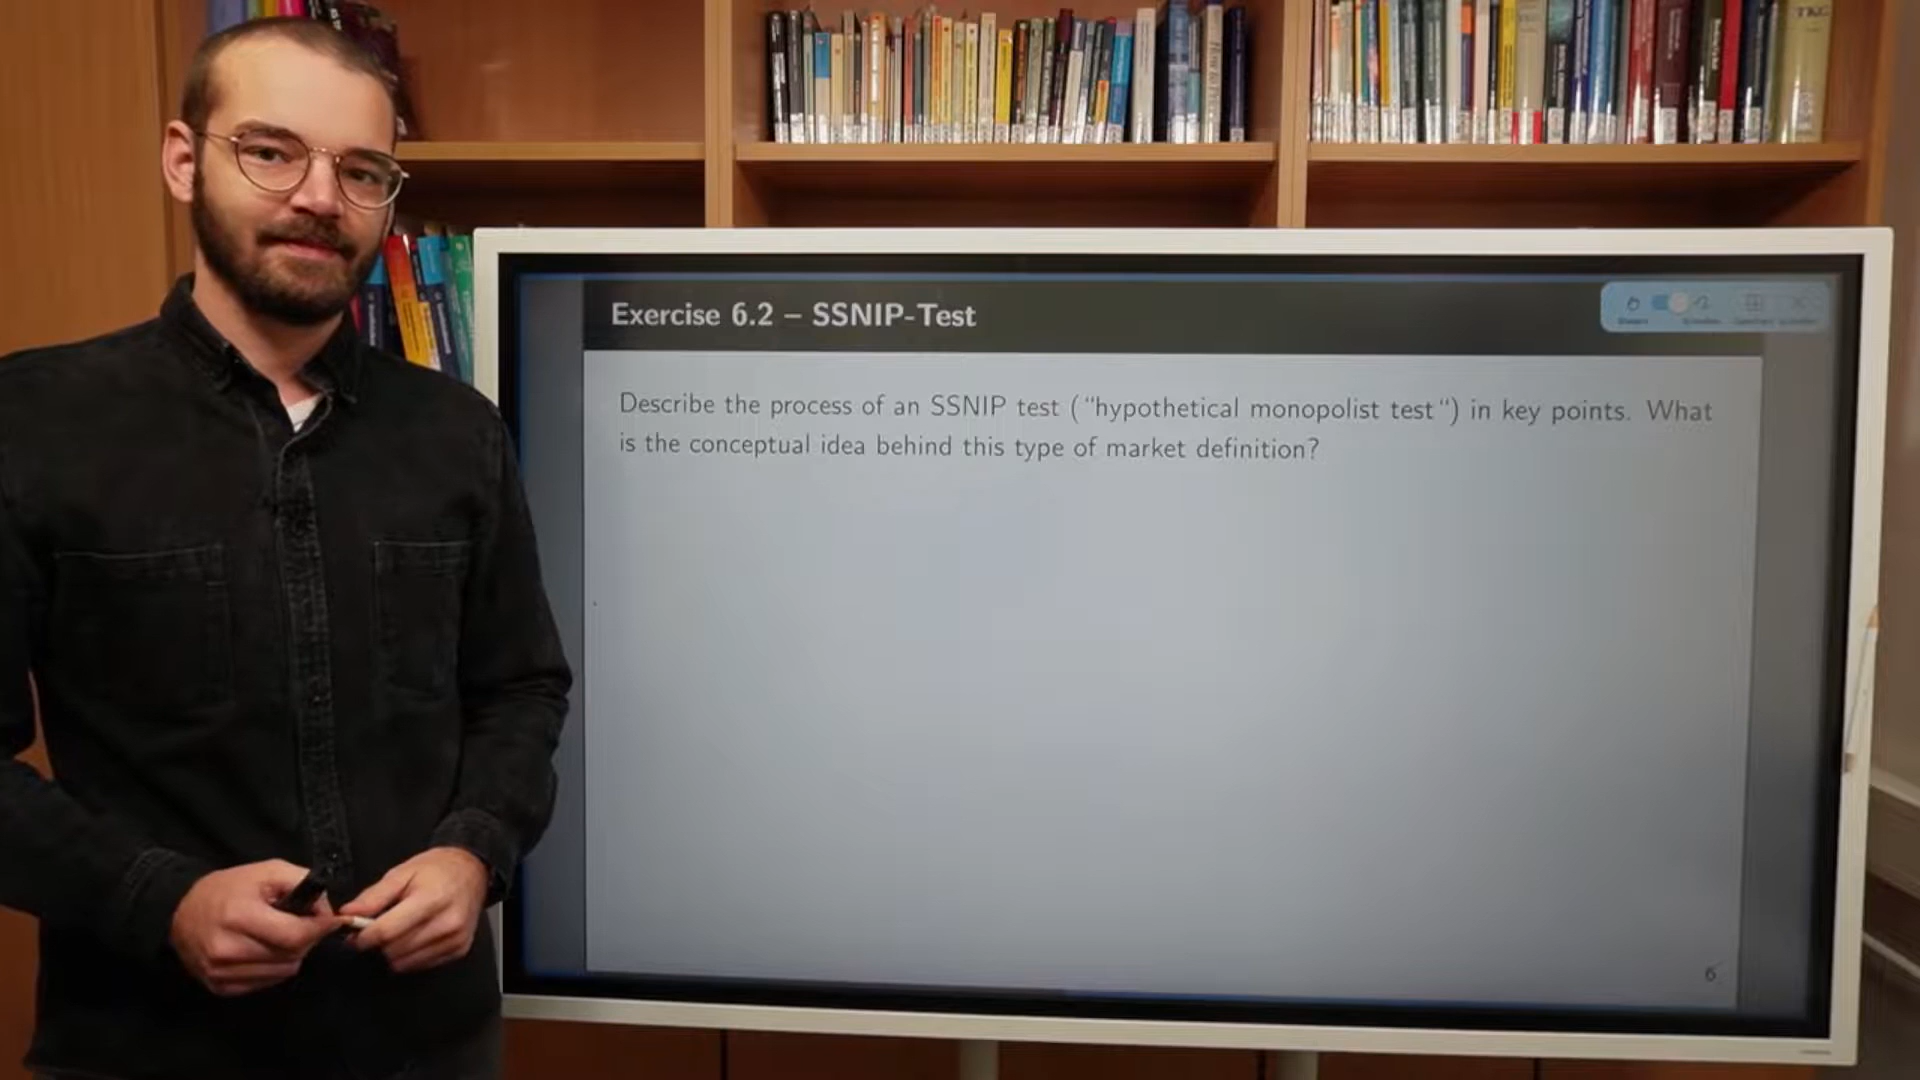 TKG
Exercise 6.2 – SSNIP-Test
Describe the process of an SSNIP test (“hypothetical monopolist test“) in key points. What
is the conceptual idea behind this type of market definition?
6